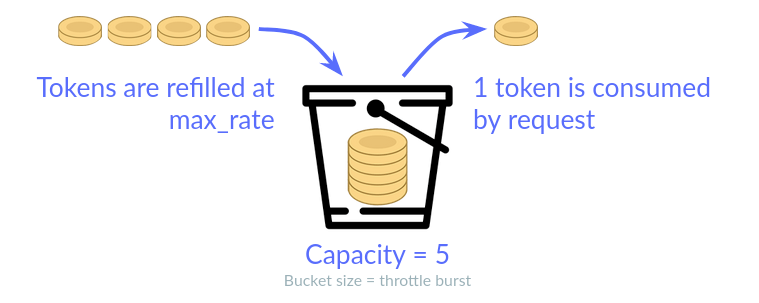 Tokens are refilled at
max_rate
1 token is consumed
by request
Capacity = 5
Bucket size = throttle burst